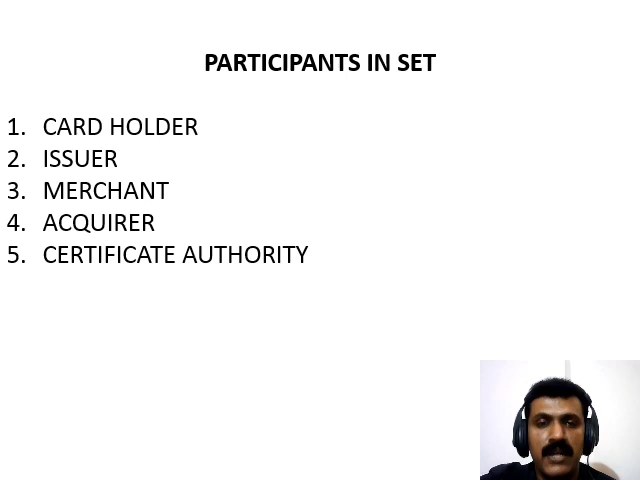 PARTICIPANTS IN SET
1. CARD HOLDER
2. ISSUER
3. MERCHANT
4. ACQUIRER
5. CERTIFICATE AUTHORITY